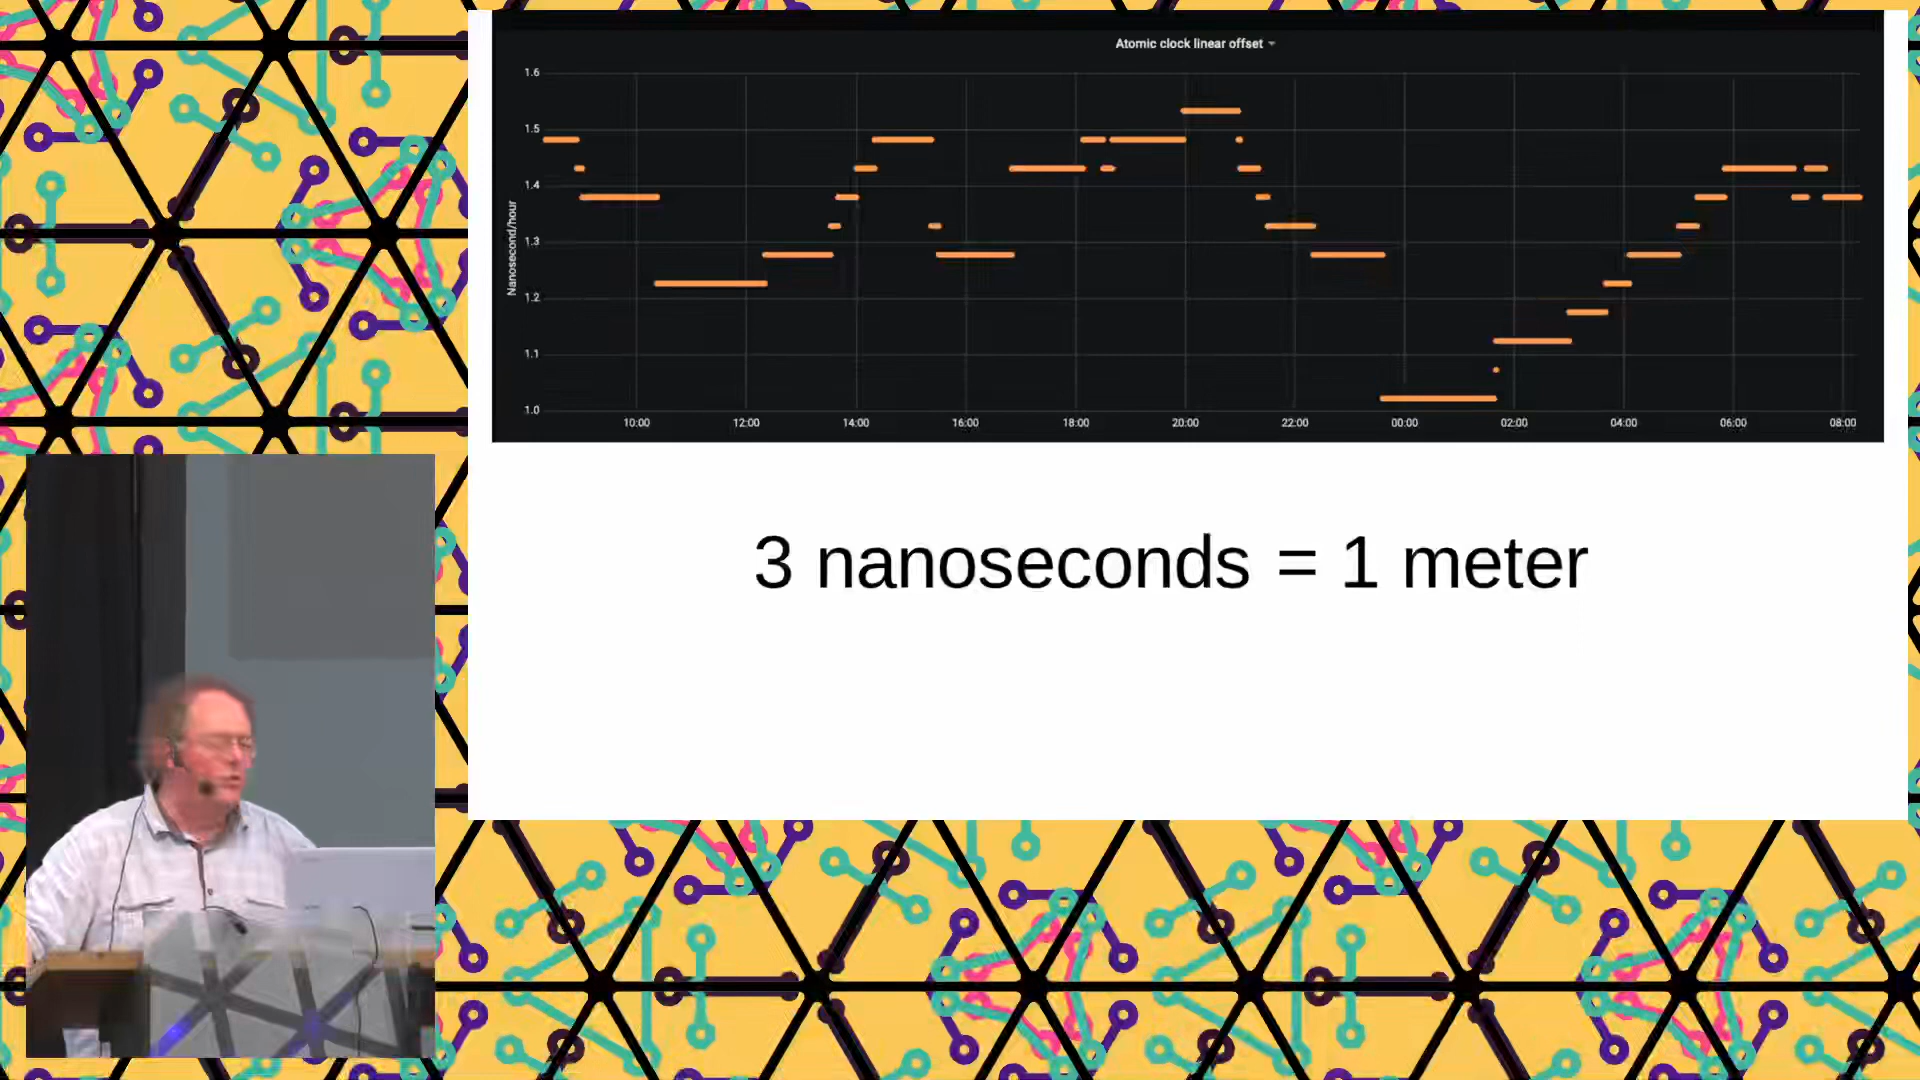 Atomic clock linear offset
1.6
1.5
1.4
1.3
1.2
1.1
1.0
Nanosecond/hour
10:00 12:00 14:00 16:00 18:00 20:00 22:00 00:00 02:00 04:00 06:00 08:00
3 nanoseconds = 1 meter